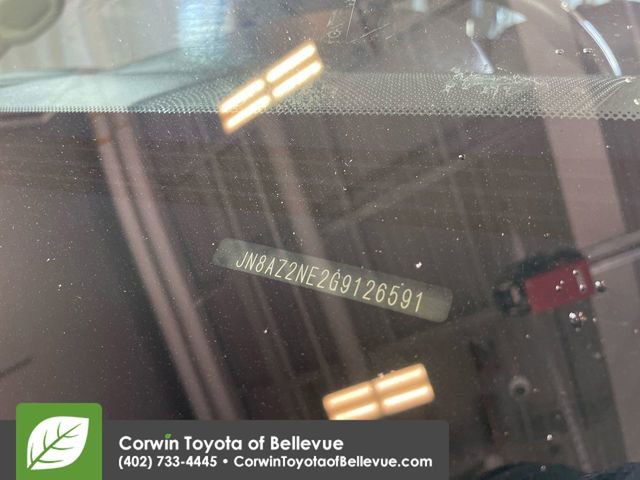 JN8AZ2NE2G9126591
Corwin Toyota of Bellevue
(402) 733-4445 • CorwinToyotaofBellevue.com